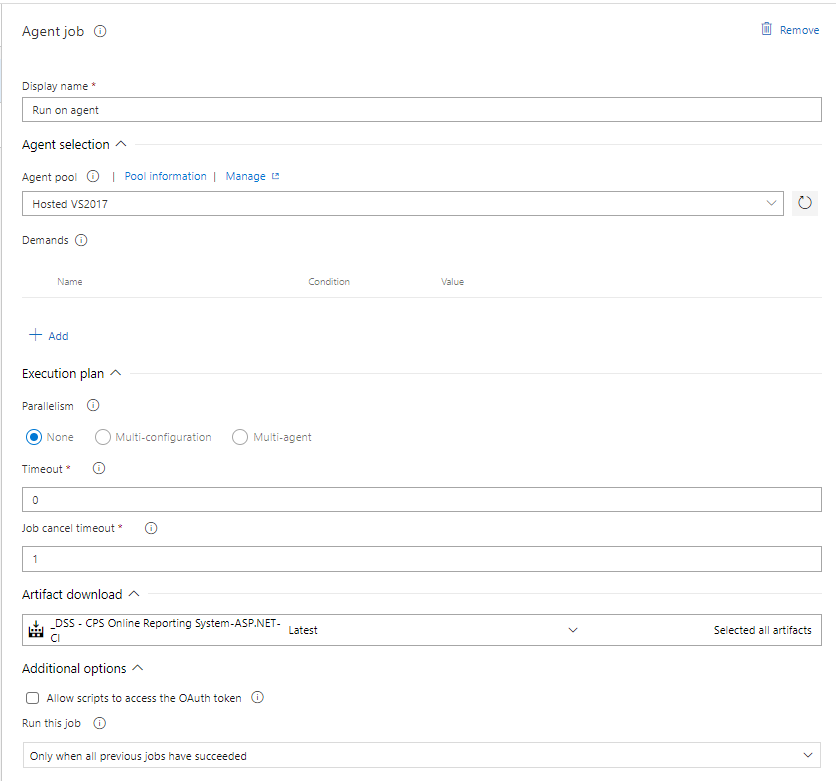 Agent job
Remove
Display name *
Run on agent
Agent selection
Agent pool | Pool information | Manage
Hosted VS2017
Demands
Name Condition Value
Add
Execution plan
Parallelism
None Multi-configuration Multi-agent
Timeout *
0
Job cancel timeout *
1
Artifact download
_DSS - CPS Online Reporting System-ASP.NET-
CI
Latest
Selected all artifacts
Additional options
Allow scripts to access the OAuth token
Run this job
Only when all previous jobs have succeeded